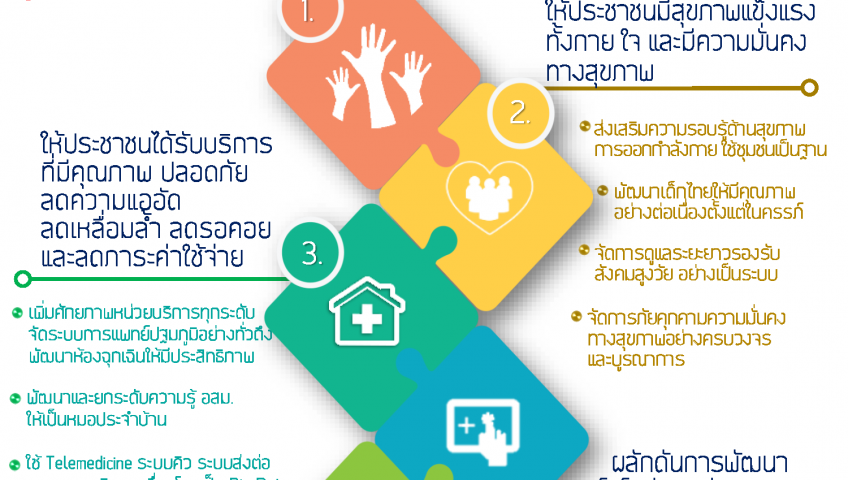 1.
ให้ประชาชนมีสุขภาพแข็งแรง
ทั้งกาย ใจ และมีความมั่นคง
ทางสุขภาพ
2.
ส่งเสริมความรอบรู้ด้านสุขภาพ
การออกกำลังกาย ใช้ชุมชนเป็นฐาน
พัฒนาเด็กไทยให้มีคุณภาพ
อย่างต่อเนื่องตั้งแต่ในครรภ์
จัดการดูแลระยะยาวรองรับ
สังคมสูงวัย อย่างเป็นระบบ
จัดการภัยคุกคามความมั่นคง
ทางสุขภาพอย่างครบวงจร
และบูรณาการ
ให้ประชาชนได้รับบริการ
ที่มีคุณภาพ ปลอดภัย
ลดความแออัด
ลดเหลื่อมล้ำ ลดรอคอย
และลดภาระค่าใช้จ่าย
3.
เพิ่มศักยภาพหน่วยบริการทุกระดับ
จัดระบบการแพทย์ปฐมภูมิอย่างทั่วถึง
พัฒนาห้องฉุกเฉินให้มีประสิทธิภาพ
พัฒนาและยกระดับความรู้ อสม.
ให้เป็นหมอประจำบ้าน
ใช้ Telemedicine ระบบคิว ระบบส่งต่อ
ผลักดันการพัฒนา